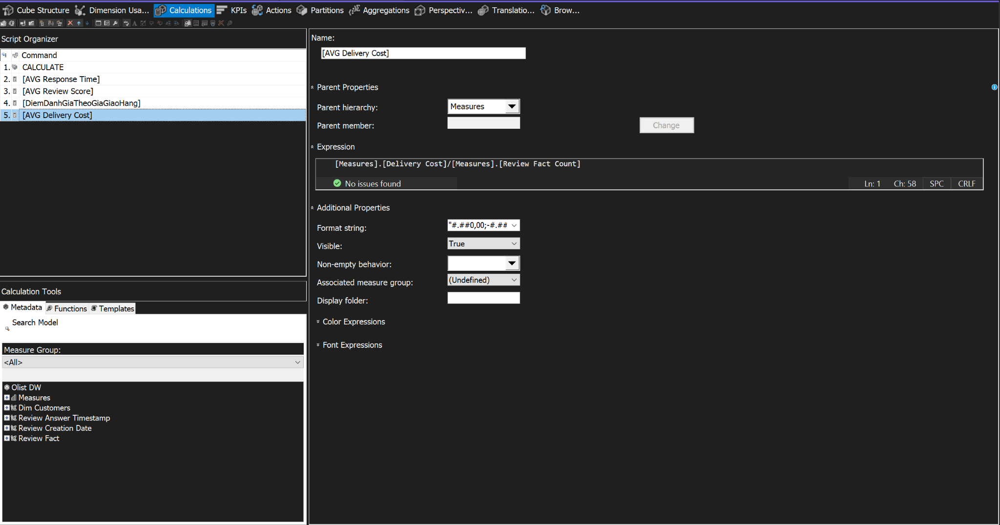 Cube Structure Dimension Usa... Calculations KPIs Actions Partitions Aggregations Perspectiv... Translatio... Brow...
Script Organizer
Command
1. CALCULATE
2. [AVG Response Time]
3. [AVG Review Score]
4. [DiemDanhGiaTheoGiaGiaoHang]
5. [AVG Delivery Cost]
Calculation Tools
Metadata Functions Templates
Search Model
Measure Group:
<All>
Olist DW
Measures
Dim Customers
Review Answer Timestamp
Review Creation Date
Review Fact
Name:
[AVG Delivery Cost]
Parent Properties
Parent hierarchy: Measures
Parent member: Change
Expression
[Measures].[Delivery Cost]/[Measures].[Review Fact Count]
No issues found Ln: 1 Ch: 58 SPC CRLF
Additional Properties
Format string: "#.##0,00;-#.##
Visible: True
Non-empty behavior:
Associated measure group: (Undefined)
Display folder:
Color Expressions
Font Expressions